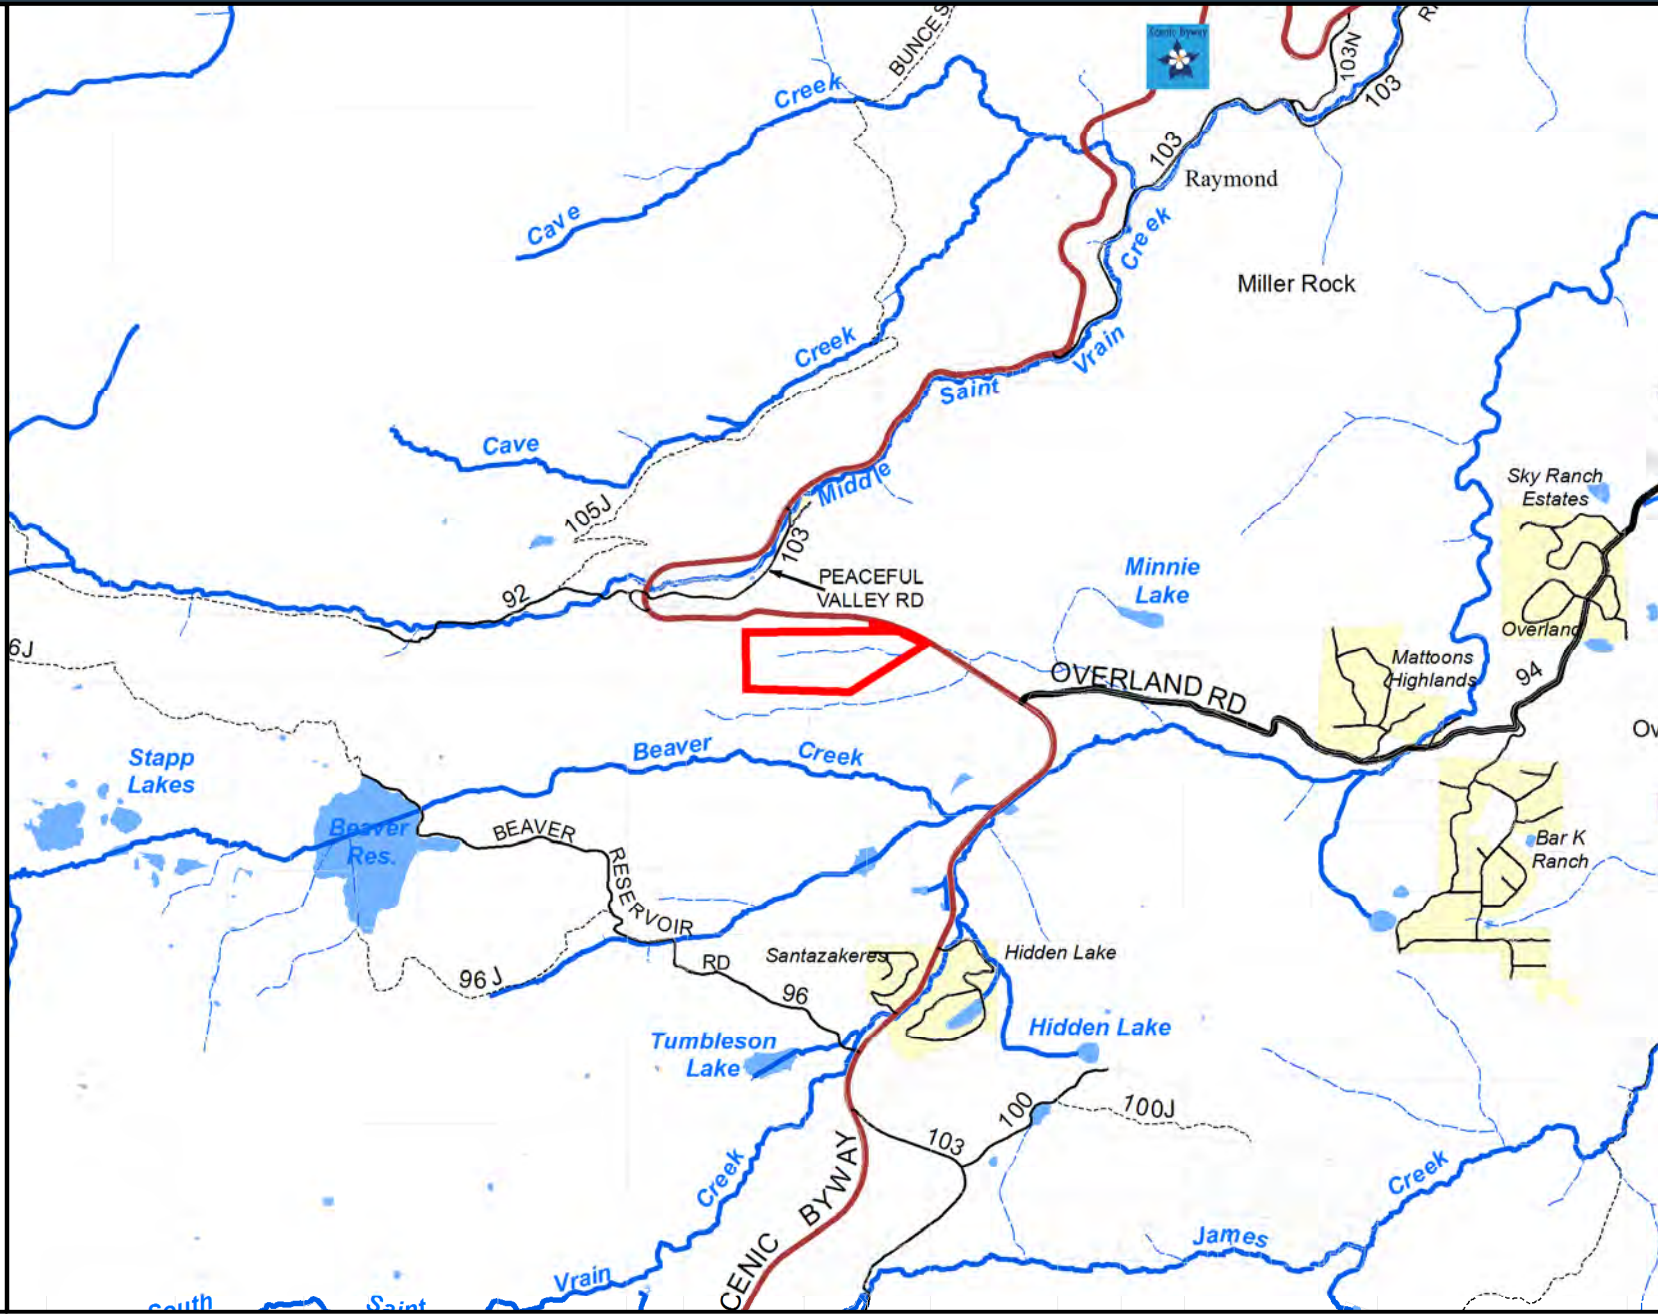 BUNCE S
Scenic Byway
103N
103
Creek
103
Raymond
Cave
Creek
Miller Rock
Creek
Vrain
Saint
Cave
Middle
Sky Ranch
Estates
105J
103
PEACEFUL
VALLEY RD
Minnie
Lake
92
Overland
6J
Mattoons
Highlands
OVERLAND RD
94
Ov
Beaver
Creek
Stapp
Lakes
Beaver
Res.
BEAVER
RESERVOIR
RD
96
Bar K
Ranch
96 J
Santazakeres
Hidden Lake
Tumbleson
Lake
Hidden Lake
100
100J
103
CENIC BYWAY
Creek
Creek
James
Vrain
South
Saint